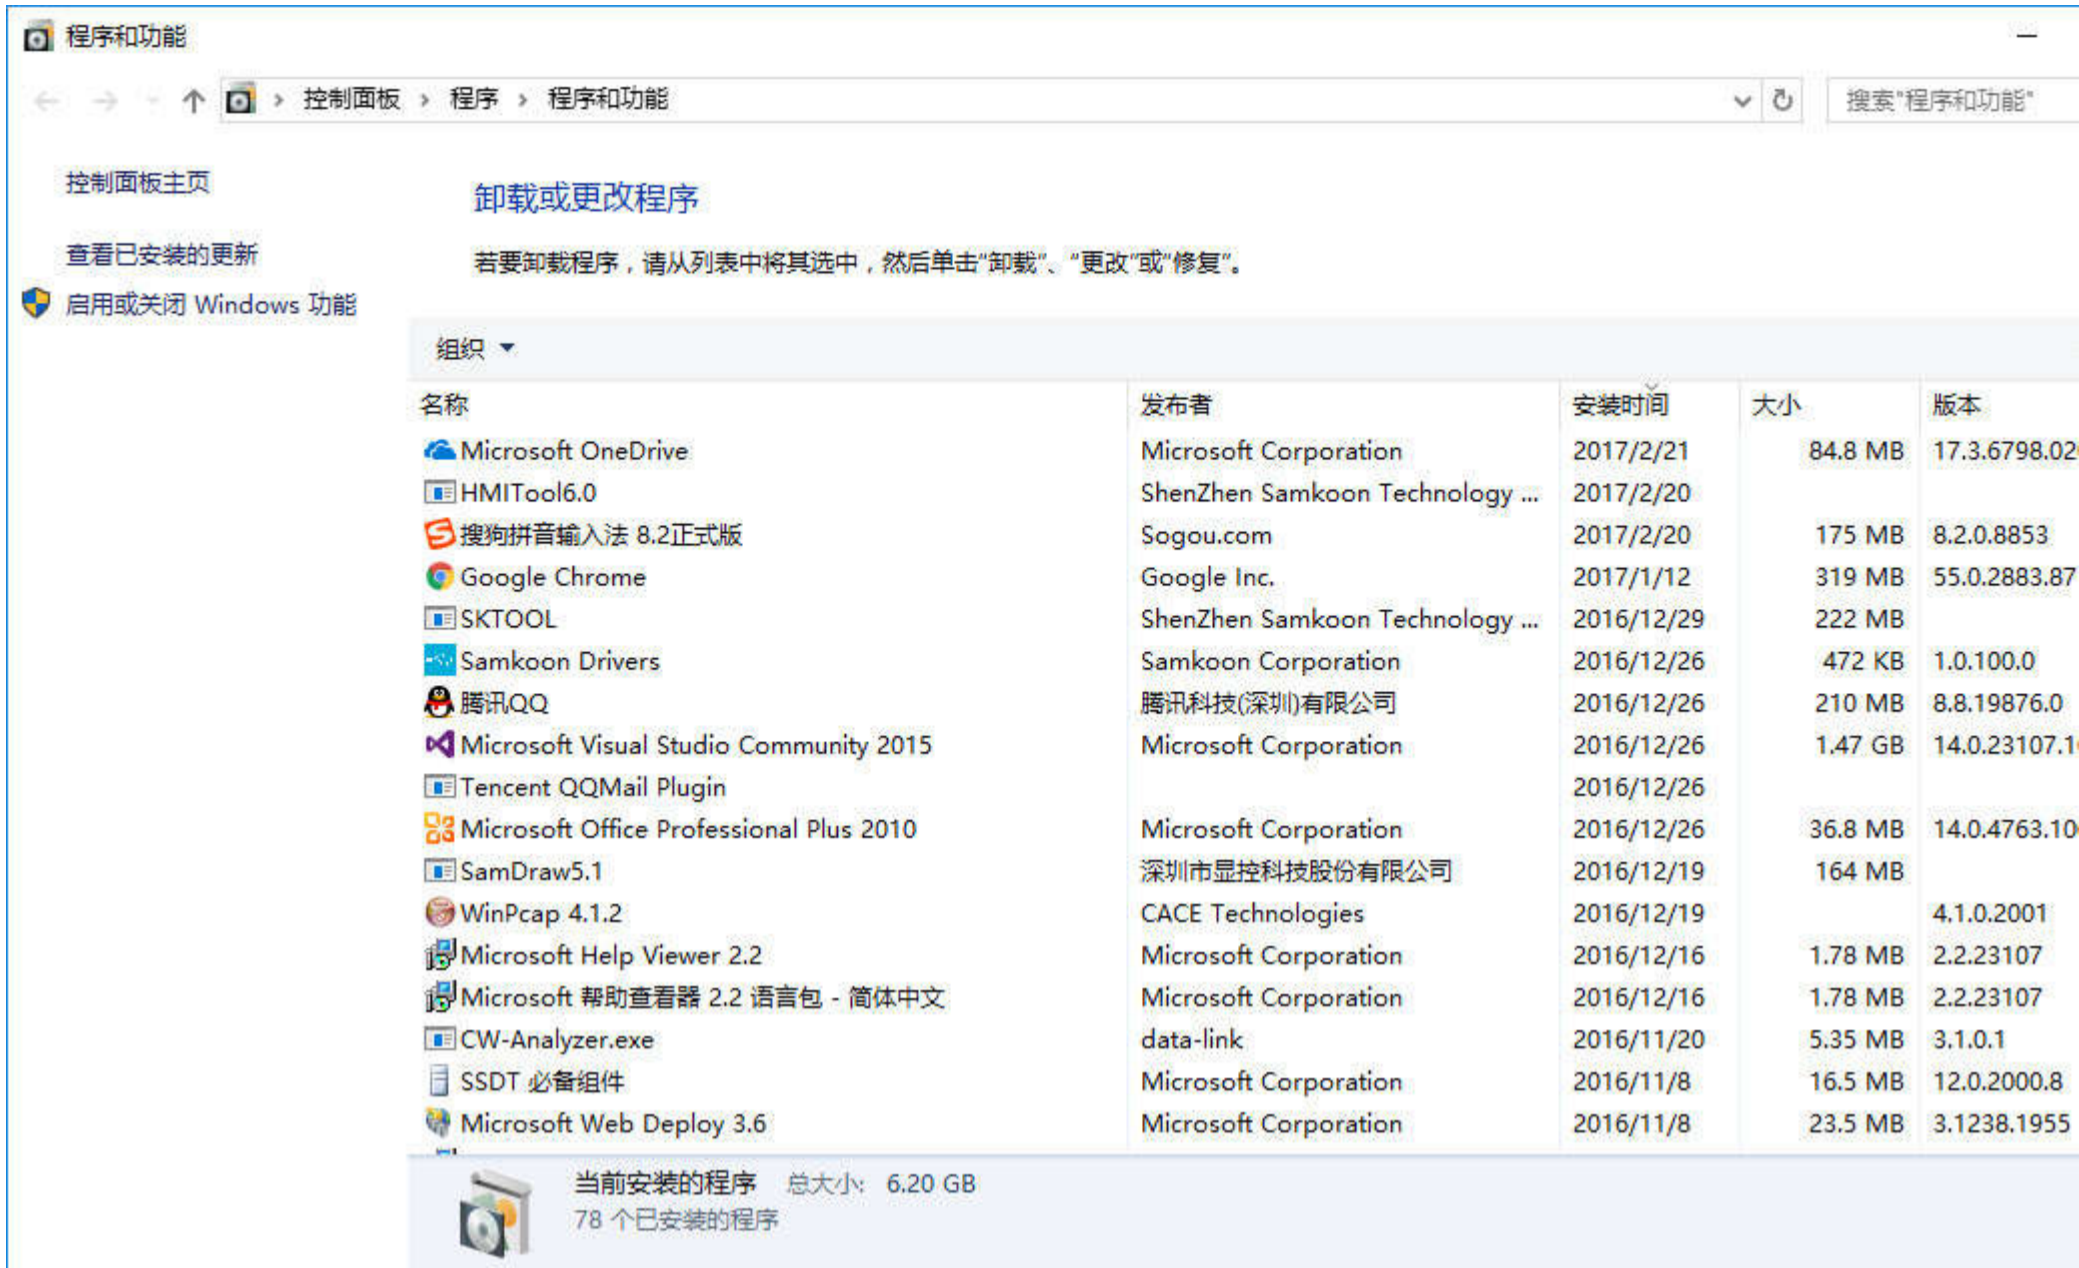 程序和功能
控制面板 › 程序 › 程序和功能 搜索"程序和功能"
控制面板主页
卸载或更改程序
查看已安装的更新
若要卸载程序，请从列表中将其选中，然后单击"卸载"、"更改"或"修复"。
启用或关闭 Windows 功能
组织
名称 发布者 安装时间 大小 版本
Microsoft OneDrive Microsoft Corporation 2017/2/21 84.8 MB 17.3.6798.02
HMITool6.0 ShenZhen Samkoon Technology ... 2017/2/20
搜狗拼音输入法 8.2正式版 Sogou.com 2017/2/20 175 MB 8.2.0.8853
Google Chrome Google Inc. 2017/1/12 319 MB 55.0.2883.87
SKTOOL ShenZhen Samkoon Technology ... 2016/12/29 222 MB
Samkoon Drivers Samkoon Corporation 2016/12/26 472 KB 1.0.100.0
腾讯QQ 腾讯科技(深圳)有限公司 2016/12/26 210 MB 8.8.19876.0
Microsoft Visual Studio Community 2015 Microsoft Corporation 2016/12/26 1.47 GB 14.0.23107.1
Tencent QQMail Plugin 2016/12/26
Microsoft Office Professional Plus 2010 Microsoft Corporation 2016/12/26 36.8 MB 14.0.4763.10
SamDraw5.1 深圳市显控科技股份有限公司 2016/12/19 164 MB
WinPcap 4.1.2 CACE Technologies 2016/12/19 4.1.0.2001
Microsoft Help Viewer 2.2 Microsoft Corporation 2016/12/16 1.78 MB 2.2.23107
Microsoft 帮助查看器 2.2 语言包 - 简体中文 Microsoft Corporation 2016/12/16 1.78 MB 2.2.23107
CW-Analyzer.exe data-link 2016/11/20 5.35 MB 3.1.0.1
SSDT 必备组件 Microsoft Corporation 2016/11/8 16.5 MB 12.0.2000.8
Microsoft Web Deploy 3.6 Microsoft Corporation 2016/11/8 23.5 MB 3.1238.1955
当前安装的程序 总大小: 6.20 GB
78 个已安装的程序